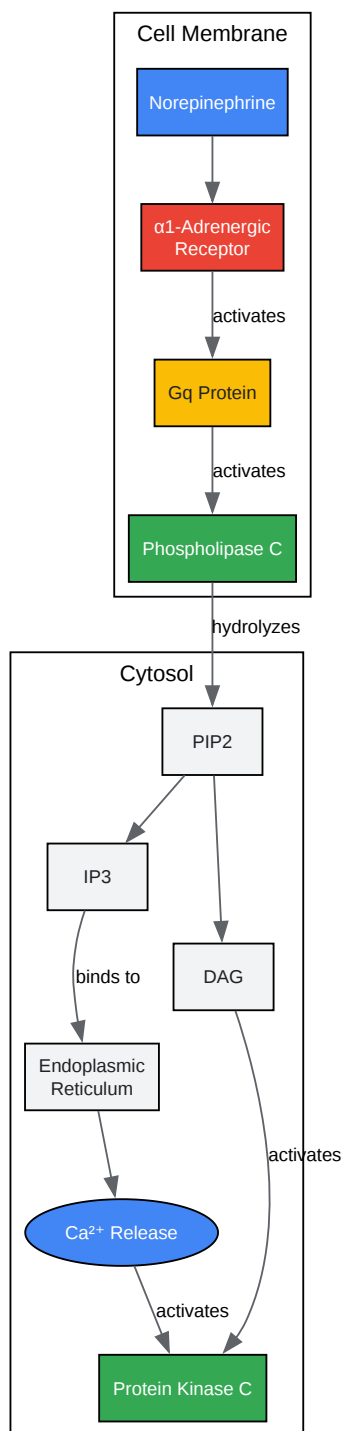 Cell Membrane
Norepinephrine
α1-Adrenergic
Receptor
activates
Gq Protein
activates
Phospholipase C
hydrolyzes
Cytosol
PIP2
IP3
DAG
binds to
Endoplasmic
Reticulum
activates
Ca²⁺ Release
activates
Protein Kinase C